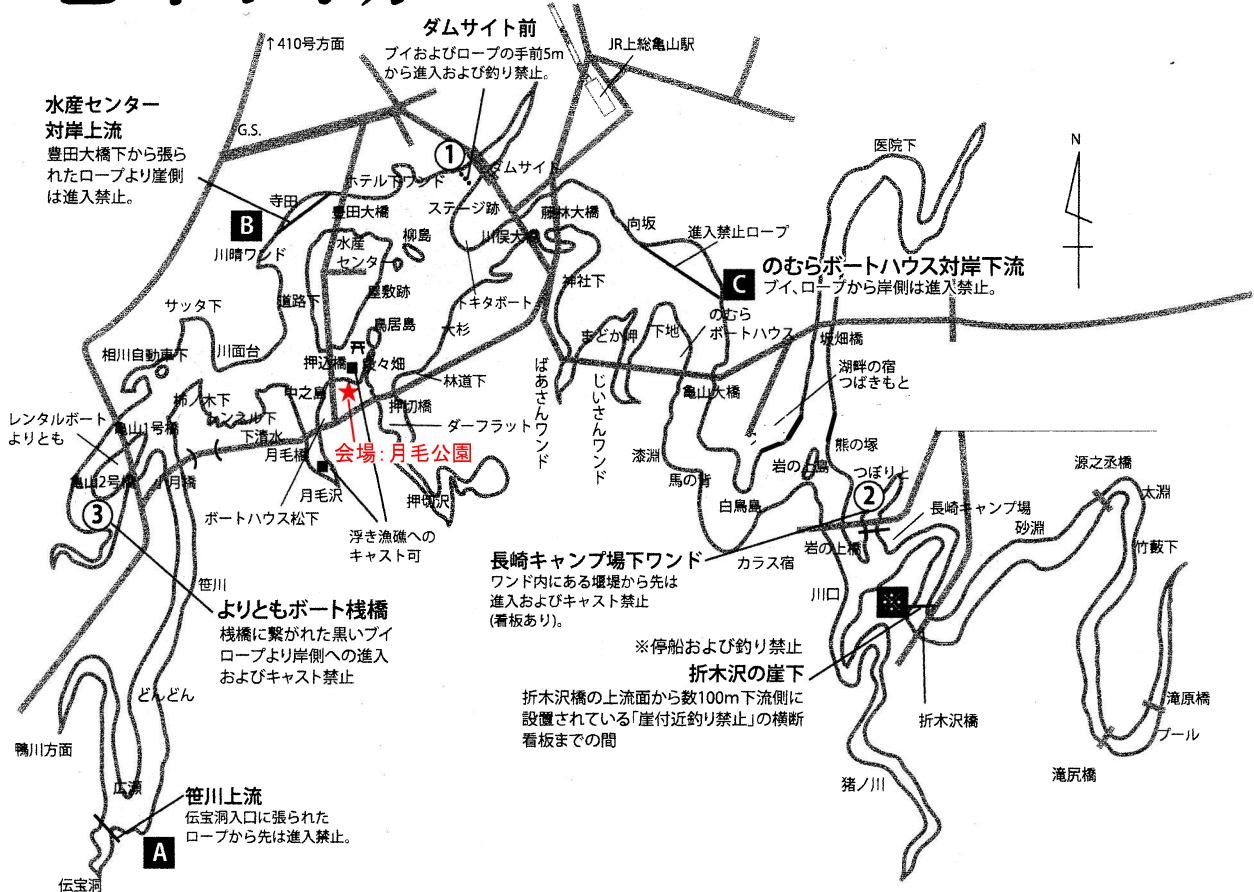 ↑410号方面
ダムサイト前
ブイおよびロープの手前5m
から進入および釣り禁止。
JR上総亀山駅
水産センター
対岸上流
豊田大橋下から張ら
れたロープより崖側
は進入禁止。
G.S.
1
ダムサイト
医院下
N
ホテル下ワンド
寺田
豊田大橋
ステージ跡
藤林大橋
B
川晴ワンド
水産
センター
柳島
川俣大橋
向坂
進入禁止ロープ
C
のむらボートハウス対岸下流
ブイ、ロープから岸側は進入禁止。
神社下
サッタ下
道路下
屋敷跡
トキタボート
のむら
ボートハウス
鳥居島
大杉
まどか岬
下地
坂畑橋
相川自動車下
川面台
押込橋
段々畑
湖畔の宿
つばきもと
林道下
ばあさんワンド
じいさんワンド
亀山大橋
柿ノ木下
中之島
押切橋
レンタルボート
よりとも
亀山1号橋
トンネル下
下清水
ダーフラット
月毛橋
会場：月毛公園
漆淵
熊の塚
岩の上島
つぼりと
源之丞橋
亀山2号橋
小月橋
月毛沢
押切沢
馬の背
2
太淵
3
ボートハウス松下
白鳥島
長崎キャンプ場
砂淵
浮き漁礁への
キャスト可
長崎キャンプ場下ワンド
ワンド内にある堰堤から先は
進入およびキャスト禁止
(看板あり)。
カラス宿
岩の上橋
竹藪下
笹川
川口
よりともボート桟橋
桟橋に繋がれた黒いブイ
ロープより岸側への進入
およびキャスト禁止
※停船および釣り禁止
折木沢の崖下
折木沢橋の上流面から数100m下流側に
設置されている「崖付近釣り禁止」の横断
看板までの間
どんどん
滝原橋
折木沢橋
プール
鴨川方面
滝尻橋
広瀬
猪ノ川
笹川上流
伝宝洞入口に張られた
ロープから先は進入禁止。
A
伝宝洞